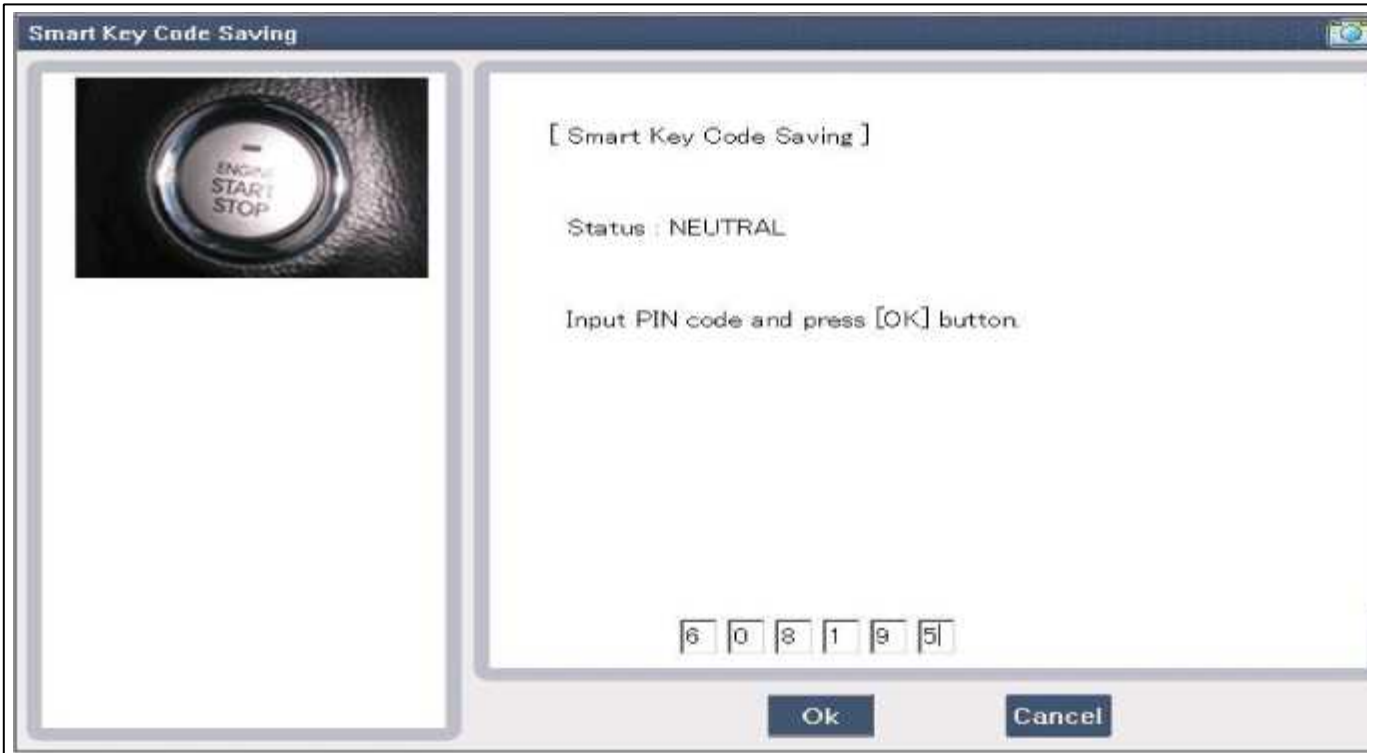 Smart Key Code Saving
ENGINE
START
STOP
[ Smart Key Code Saving ]
Status : NEUTRAL
Input PIN code and press [OK] button.
6 0 8 1 9 5
Ok Cancel